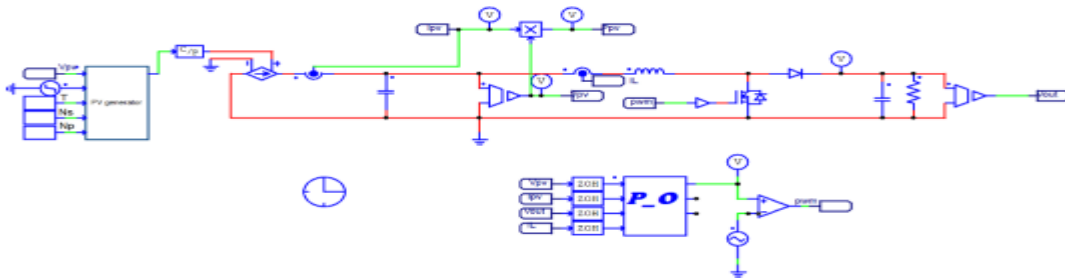 V
V
Ipv
Ppv
C/p
V
Vpv
V
T
PV generator
Ns
Np
IL
Ipv
pwm
Vout
V
Vpv
ZOH
Ipv
ZOH
P_O
Vout
ZOH
IL
ZOH
pwm